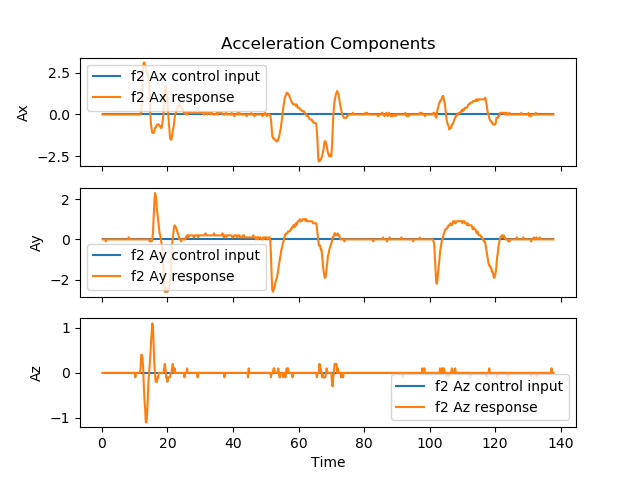 Acceleration Components
2.5
0.0
−2.5
Ax
f2 Ax control input
f2 Ax response
2
0
−2
Ay
f2 Ay control input
f2 Ay response
1
0
−1
Az
f2 Az control input
f2 Az response
0 20 40 60 80 100 120 140
Time